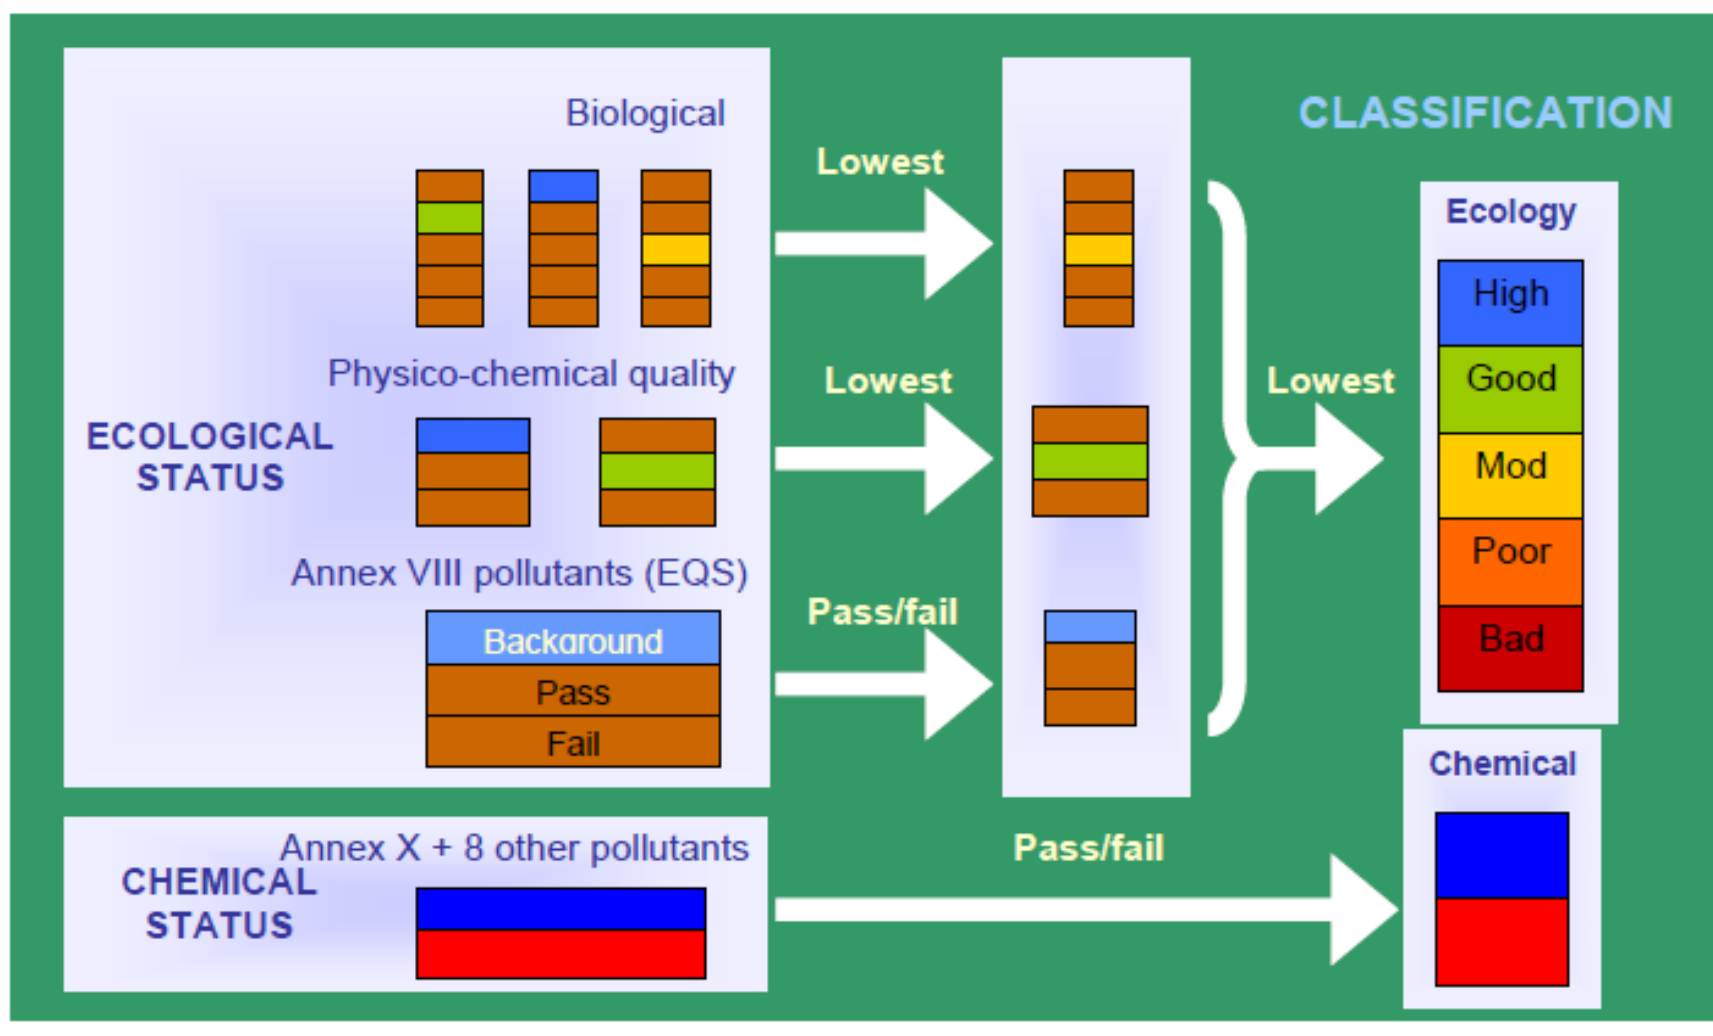 Biological
Lowest
CLASSIFICATION
Ecology
High
Physico-chemical quality
Lowest
Lowest
Good
ECOLOGICAL
STATUS
Mod
Annex VIII pollutants (EQS)
Poor
Pass/fail
Background
Bad
Pass
Fail
Chemical
Annex X + 8 other pollutants
Pass/fail
CHEMICAL
STATUS